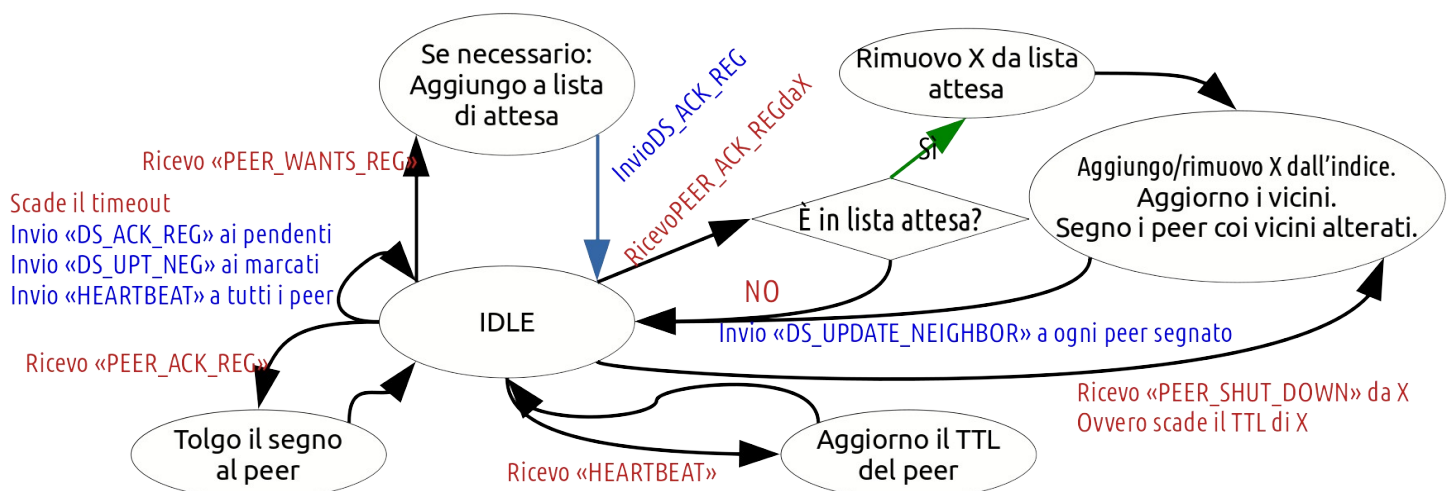 Se necessario:
Aggiungo a lista
di attesa
Rimuovo X da lista
attesa
Ricevo «PEER_WANTS_REG»
InvioDS_ACK_REG
RicevoPEER_ACK_REGdaX
SÌ
È in lista attesa?
Aggiungo/rimuovo X dall'indice.
Aggiorno i vicini.
Segno i peer coi vicini alterati.
Scade il timeout
Invio «DS_ACK_REG» ai pendenti
Invio «DS_UPT_NEG» ai marcati
Invio «HEARTBEAT» a tutti i peer
NO
IDLE
Invio «DS_UPDATE_NEIGHBOR» a ogni peer segnato
Ricevo «PEER_ACK_REG»
Ricevo «PEER_SHUT_DOWN» da X
Ovvero scade il TTL di X
Tolgo il segno
al peer
Ricevo «HEARTBEAT»
Aggiorno il TTL
del peer